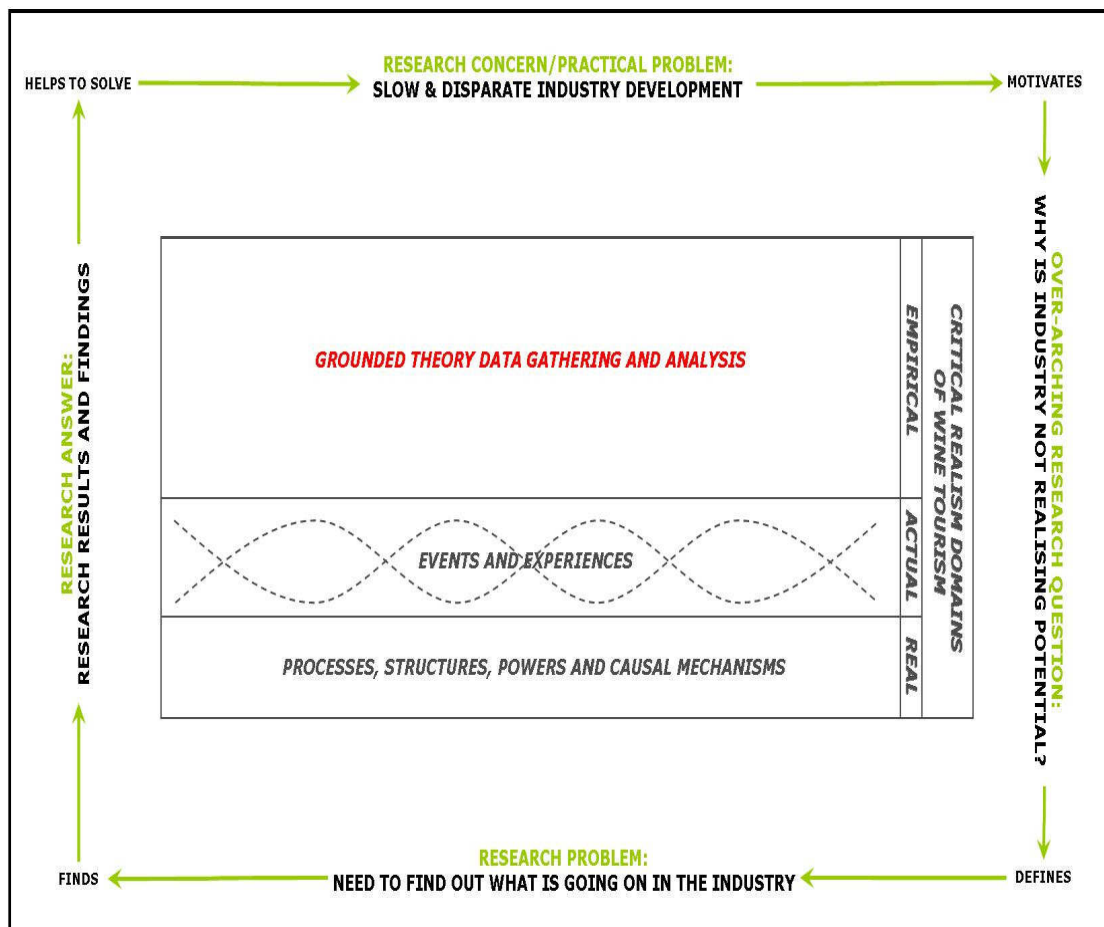 RESEARCH CONCERN/PRACTICAL PROBLEM:
HELPS TO SOLVE
SLOW & DISPARATE INDUSTRY DEVELOPMENT
MOTIVATES
OVER-ARCHING RESEARCH QUESTION:
WHY IS INDUSTRY NOT REALISING POTENTIAL?
CRITICAL REALISM DOMAINS
OF WINE TOURISM
EMPIRICAL
GROUNDED THEORY DATA GATHERING AND ANALYSIS
ACTUAL
EVENTS AND EXPERIENCES
REAL
PROCESSES, STRUCTURES, POWERS AND CAUSAL MECHANISMS
DEFINES
RESEARCH PROBLEM:
NEED TO FIND OUT WHAT IS GOING ON IN THE INDUSTRY
FINDS
RESEARCH ANSWER:
RESEARCH RESULTS AND FINDINGS